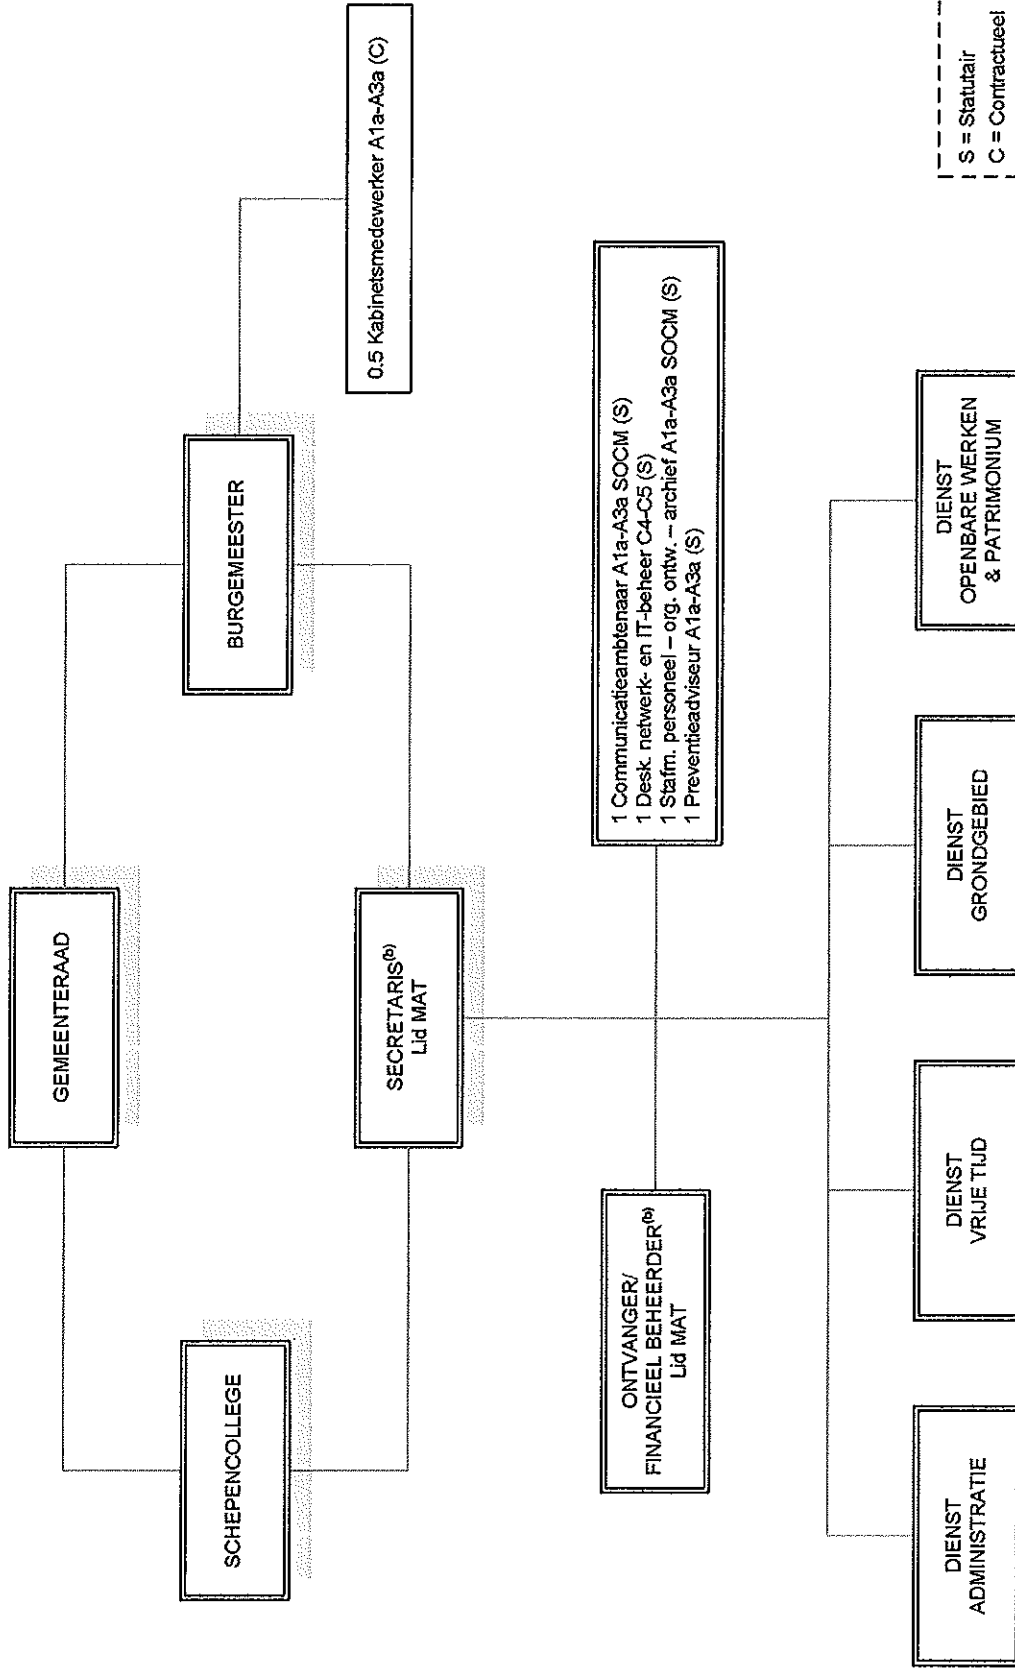 GEMEENTERAAD
SCHEPENCOLLEGE
BURGEMEESTER
0.5 Kabinetsmedewerker A1a-A3a (C)
SECRETARIS(b)
Lid MAT
ONTVANGER/
FINANCIEEL BEHEERDER(b)
Lid MAT
1 Communicatieambtenaar A1a-A3a SOCM (S)
1 Desk. netwerk- en IT-beheer C4-C5 (S)
1 Stafm. personeel – org. ontw. – archief A1a-A3a SOCM (S)
1 Preventieadviseur A1a-A3a (S)
DIENST
ADMINISTRATIE
DIENST
VRIJE TIJD
DIENST
GRONDGEBIED
DIENST
OPENBARE WERKEN
& PATRIMONIUM
S = Statutair
C = Contractueel